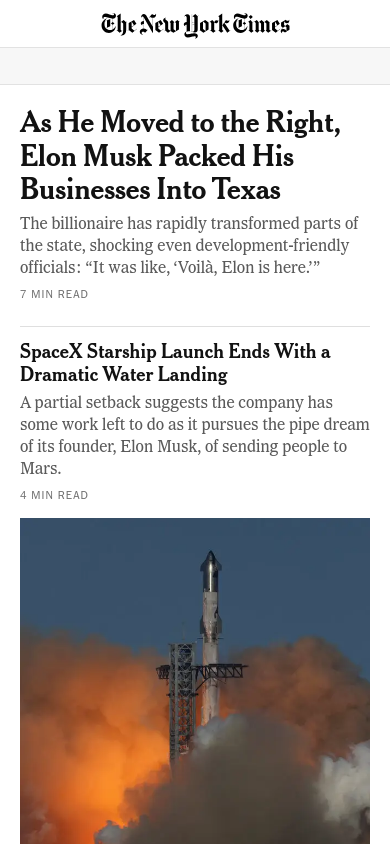 The New York Times
As He Moved to the Right,
Elon Musk Packed His
Businesses Into Texas
The billionaire has rapidly transformed parts of
the state, shocking even development-friendly
officials: “It was like, ‘Voilà, Elon is here.’”
7 MIN READ
SpaceX Starship Launch Ends With a
Dramatic Water Landing
A partial setback suggests the company has
some work left to do as it pursues the pipe dream
of its founder, Elon Musk, of sending people to
Mars.
4 MIN READ